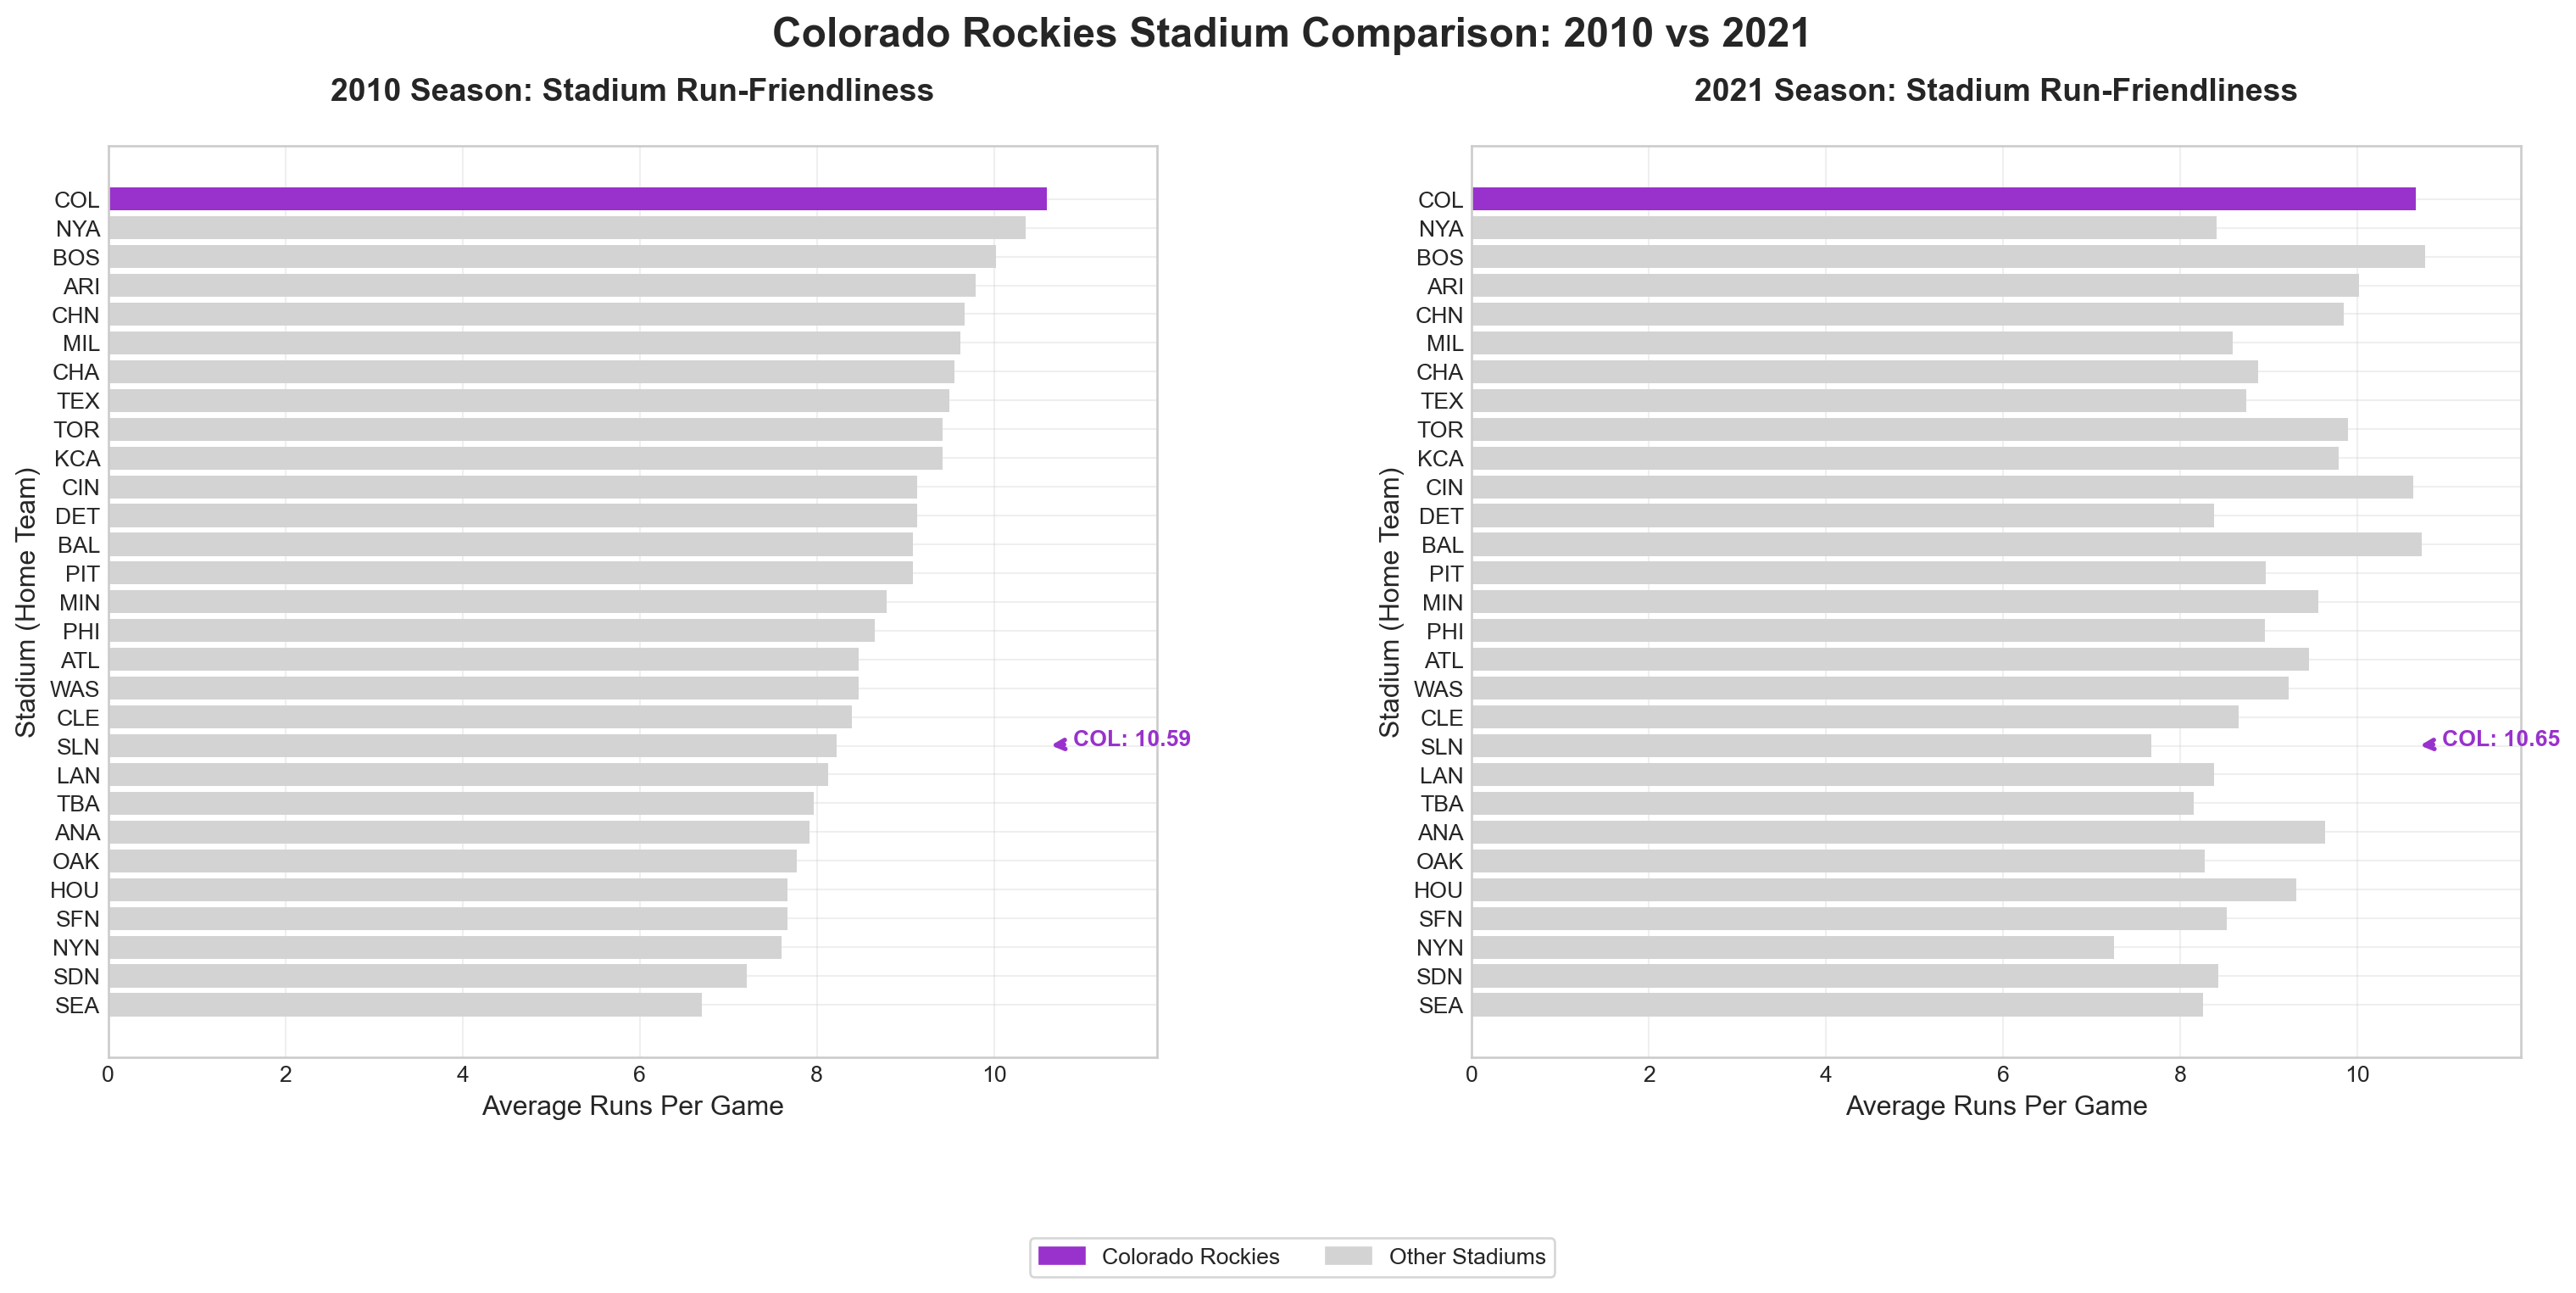 Colorado Rockies Stadium Comparison: 2010 vs 2021
2010 Season: Stadium Run-Friendliness
Stadium (Home Team)
COL
NYA
BOS
ARI
CHN
MIL
CHA
TEX
TOR
KCA
CIN
DET
BAL
PIT
MIN
PHI
ATL
WAS
CLE
SLN
LAN
TBA
ANA
OAK
HOU
SFN
NYN
SDN
SEA
COL: 10.59
0 2 4 6 8 10
Average Runs Per Game
2021 Season: Stadium Run-Friendliness
Stadium (Home Team)
COL
NYA
BOS
ARI
CHN
MIL
CHA
TEX
TOR
KCA
CIN
DET
BAL
PIT
MIN
PHI
ATL
WAS
CLE
SLN
LAN
TBA
ANA
OAK
HOU
SFN
NYN
SDN
SEA
COL: 10.65
0 2 4 6 8 10
Average Runs Per Game
Colorado Rockies
Other Stadiums